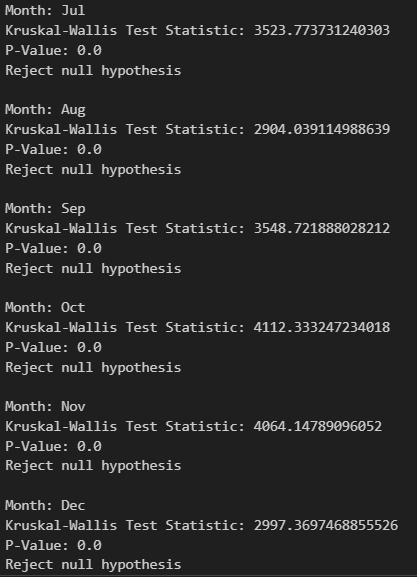 Month: Jul
Kruskal-Wallis Test Statistic: 3523.773731240303
P-Value: 0.0
Reject null hypothesis
Month: Aug
Kruskal-Wallis Test Statistic: 2904.039114988639
P-Value: 0.0
Reject null hypothesis
Month: Sep
Kruskal-Wallis Test Statistic: 3548.721888028212
P-Value: 0.0
Reject null hypothesis
Month: Oct
Kruskal-Wallis Test Statistic: 4112.333247234018
P-Value: 0.0
Reject null hypothesis
Month: Nov
Kruskal-Wallis Test Statistic: 4064.14789096052
P-Value: 0.0
Reject null hypothesis
Month: Dec
Kruskal-Wallis Test Statistic: 2997.3697468855526
P-Value: 0.0
Reject null hypothesis